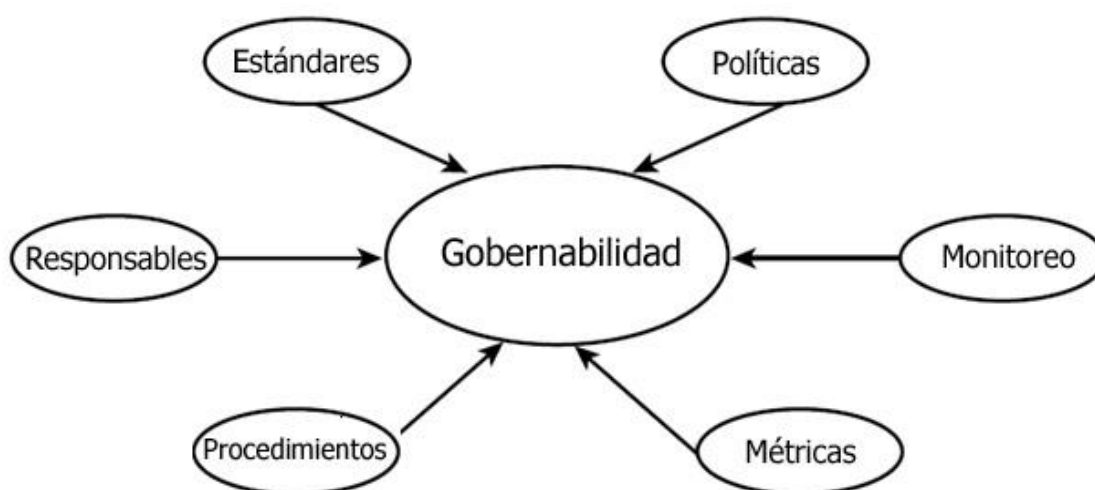 Estándares
Políticas
Responsables
Gobernabilidad
Monitoreo
Procedimientos
Métricas